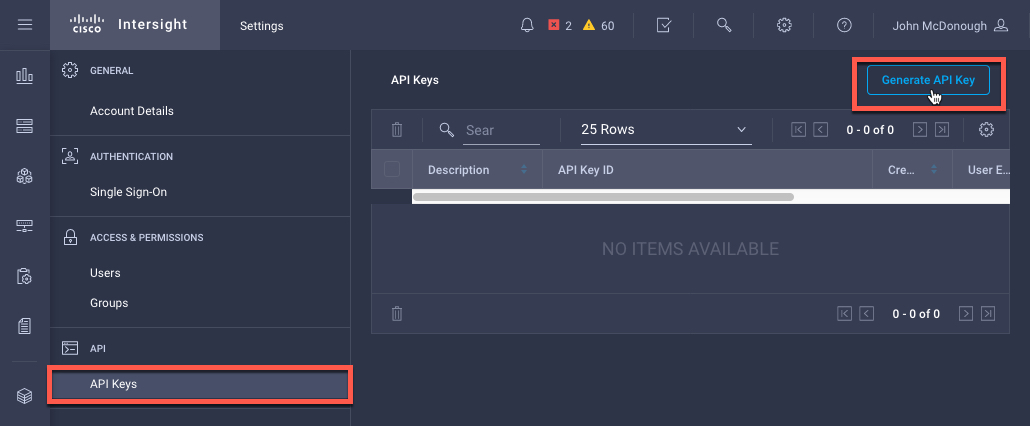 CISCO Intersight
Settings
2
60
John McDonough
GENERAL
Account Details
AUTHENTICATION
Single Sign-On
ACCESS & PERMISSIONS
Users
Groups
API
API Keys
API Keys
Generate API Key
Sear
25 Rows
0 - 0 of 0
Description
API Key ID
Cre...
User E...
NO ITEMS AVAILABLE
0 - 0 of 0